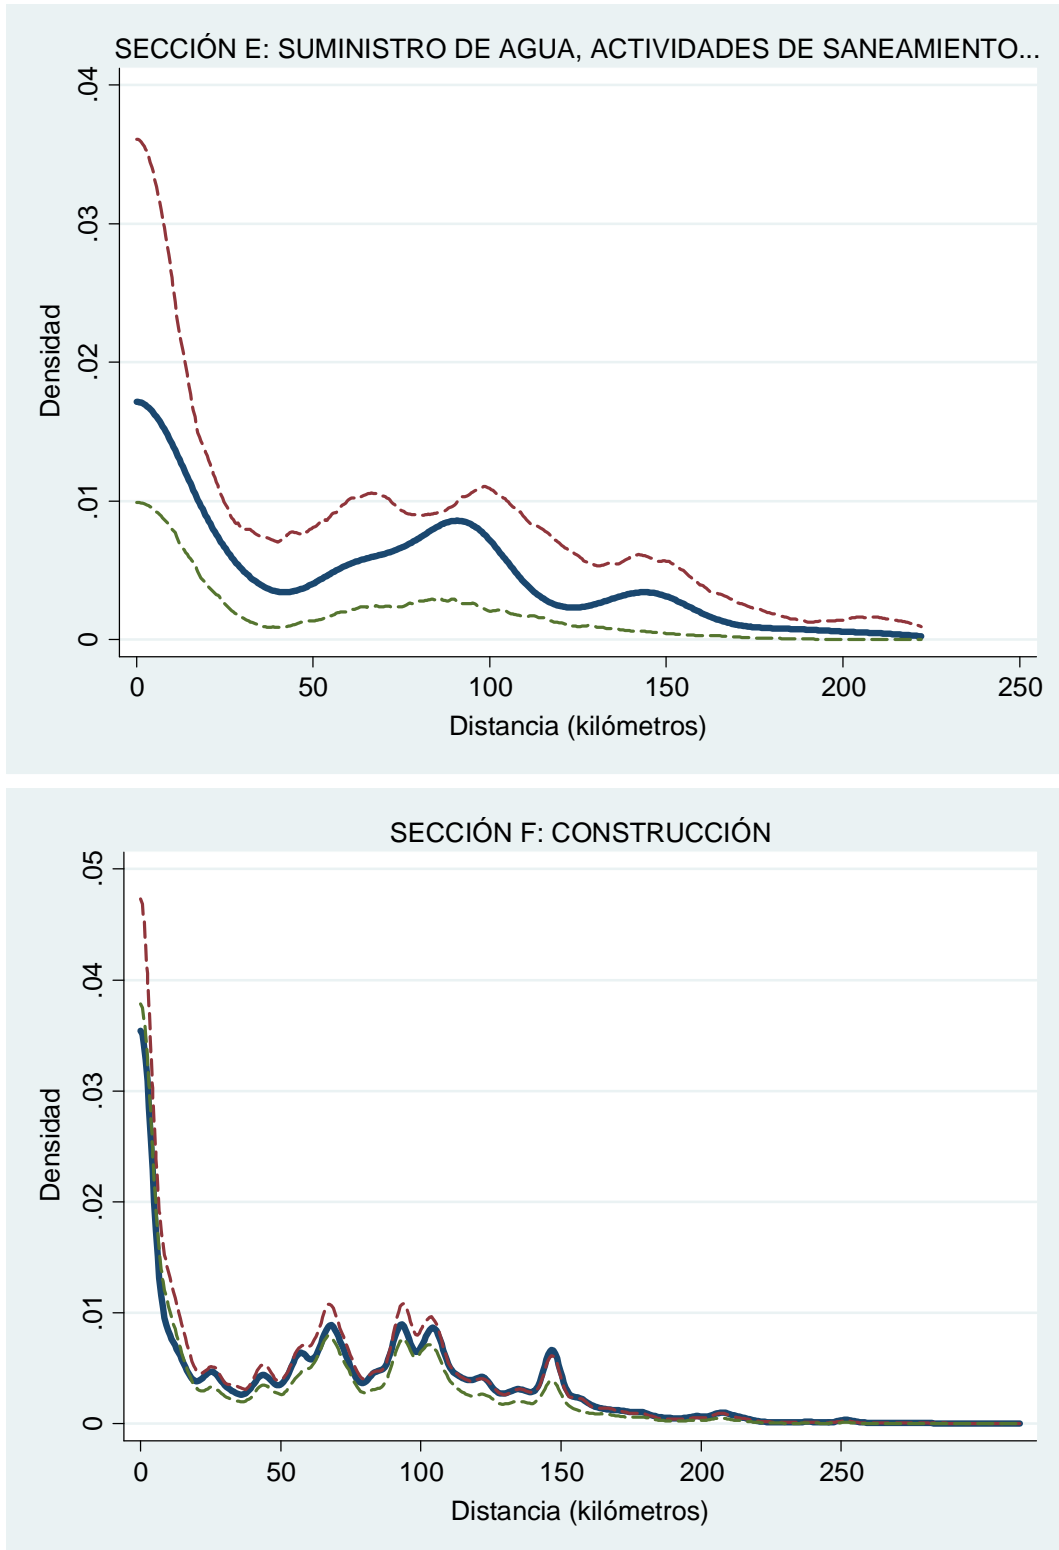 SECCIÓN E: SUMINISTRO DE AGUA, ACTIVIDADES DE SANEAMIENTO...
.04
.03
.02
.01
0
Densidad
0 50 100 150 200 250
Distancia (kilómetros)
SECCIÓN F: CONSTRUCCIÓN
.05
.04
.03
.02
.01
0
Densidad
0 50 100 150 200 250
Distancia (kilómetros)